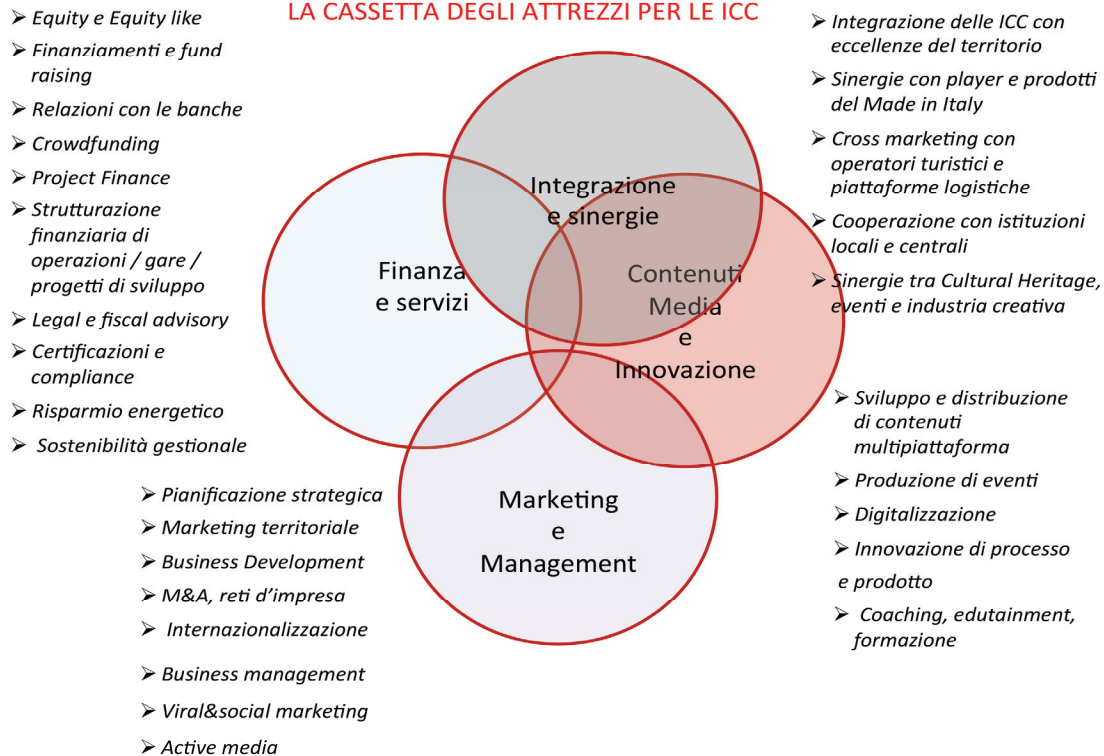 LA CASSETTA DEGLI ATTREZZI PER LE ICC
➢ Equity e Equity like
➢ Finanziamenti e fund
raising
➢ Relazioni con le banche
➢ Crowdfunding
➢ Project Finance
➢ Strutturazione
finanziaria di
operazioni / gare /
progetti di sviluppo
➢ Legal e fiscal advisory
➢ Certificazioni e
compliance
➢ Risparmio energetico
➢ Sostenibilità gestionale
Integrazione
e sinergie
Finanza
e servizi
Contenuti
Media
e
Innovazione
Marketing
e
Management
➢ Integrazione delle ICC con
eccellenze del territorio
➢ Sinergie con player e prodotti
del Made in Italy
➢ Cross marketing con
operatori turistici e
piattaforme logistiche
➢ Cooperazione con istituzioni
locali e centrali
➢ Sinergie tra Cultural Heritage,
eventi e industria creativa
➢ Sviluppo e distribuzione
di contenuti
multipiattaforma
➢ Produzione di eventi
➢ Digitalizzazione
➢ Innovazione di processo
e prodotto
➢ Coaching, edutainment,
formazione
➢ Pianificazione strategica
➢ Marketing territoriale
➢ Business Development
➢ M&A, reti d'impresa
➢ Internazionalizzazione
➢ Business management
➢ Viral&social marketing
➢ Active media